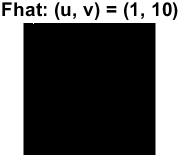 Fhat: (u, v) = (1, 10)